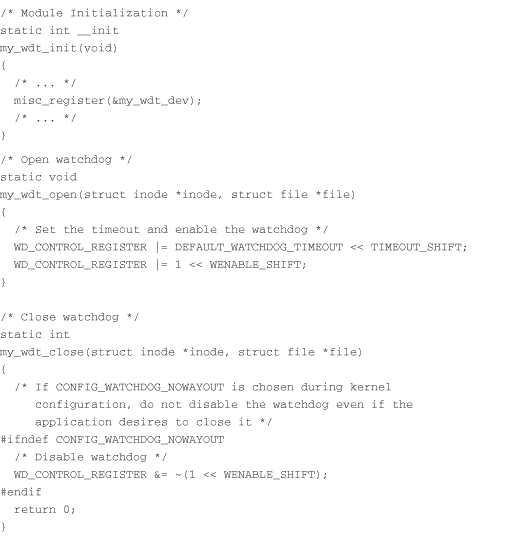 /* Module Initialization */
static int __init
my_wdt_init(void)
{
  /* ... */
  misc_register(&my_wdt_dev);
  /* ... */
}
/* Open watchdog */
static void
my_wdt_open(struct inode *inode, struct file *file)
{
  /* Set the timeout and enable the watchdog */
  WD_CONTROL_REGISTER |= DEFAULT_WATCHDOG_TIMEOUT << TIMEOUT_SHIFT;
  WD_CONTROL_REGISTER |= 1 << WENABLE_SHIFT;
}
/* Close watchdog */
static int
my_wdt_close(struct inode *inode, struct file *file)
{
  /* If CONFIG_WATCHDOG_NOWAYOUT is chosen during kernel
     configuration, do not disable the watchdog even if the
     application desires to close it */
#ifndef CONFIG_WATCHDOG_NOWAYOUT
  /* Disable watchdog */
  WD_CONTROL_REGISTER &= ~(1 << WENABLE_SHIFT);
#endif
  return 0;
}